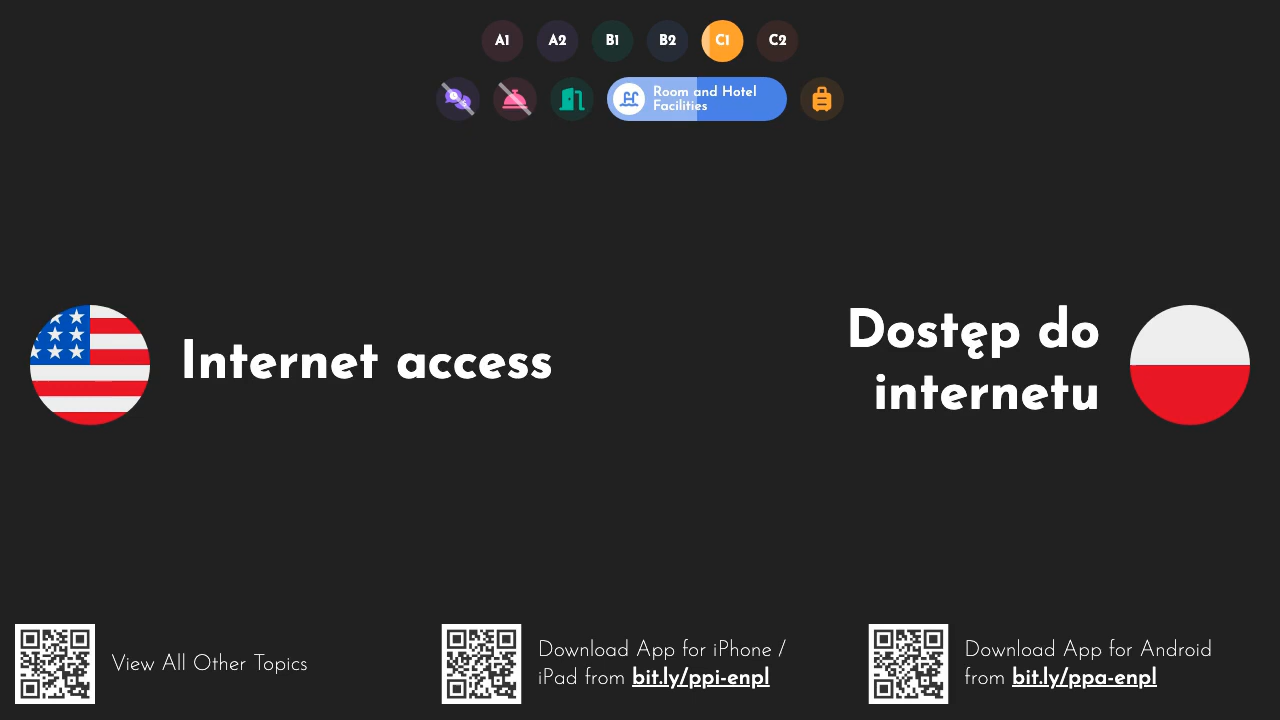 A1 A2 B1 B2 C1 C2
Room and Hotel
Facilities
Internet access
Dostęp do
internetu
View All Other Topics
Download App for iPhone /
iPad from bit.ly/ppi-enpl
Download App for Android
from bit.ly/ppa-enpl